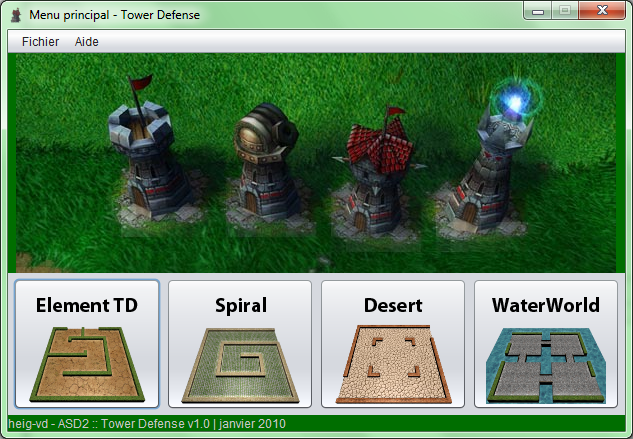 Menu principal - Tower Defense
Fichier Aide
Element TD
Spiral
Desert
WaterWorld
heig-vd - ASD2 :: Tower Defense v1.0 | janvier 2010